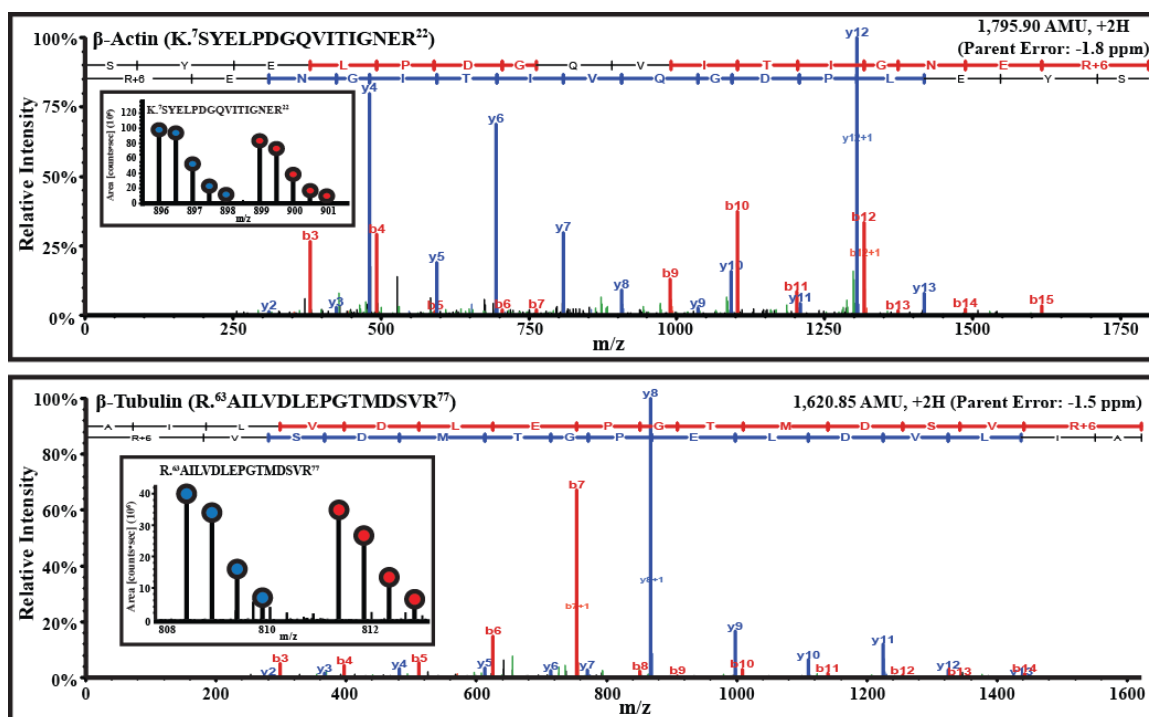 β-Actin (K.⁷SYELPDGQVITIGNER²²)
1,795.90 AMU, +2H
(Parent Error: -1.8 ppm)
S Y E L P D G Q V I T I G N E R+6
R+6 E N G I T I V Q G D P L E Y S
K.⁷SYELPDGQVITIGNER²²
Area [counts•sec] (10⁶)
120
100
80
60
40
20
0
896 897 898 899 900 901
m/z
Relative Intensity
100%
75%
50%
25%
0%
y12
y4
y6
y12+1
b10
b4
b3
y7
b12
b12+1
y5
b9
y10
y9
b11
y11
y13
y2
y3
b5
b6
b7
y9
b13
b14
b15
0 250 500 750 1000 1250 1500 1750
m/z
β-Tubulin (R.⁶³AILVDLEPGTMDSVR⁷⁷)
1,620.85 AMU, +2H (Parent Error: -1.5 ppm)
A I L V D L E P G T M D S V R+6
R+6 V S D M T G P E L D V L I A
R.⁶³AILVDLEPGTMDSVR⁷⁷
Area [counts•sec] (10⁶)
40
30
20
10
0
808 810 812
m/z
Relative Intensity
100%
80%
60%
40%
20%
0%
y8
b7
y8+1
b7+1
b6
y9
y11
y2
b3
y3
b4
y4
b5
y5
y6
y7
b8
b9
b10
y10
b11
b12
y12
b13
y13
b14
0 200 400 600 800 1000 1200 1400 1600
m/z